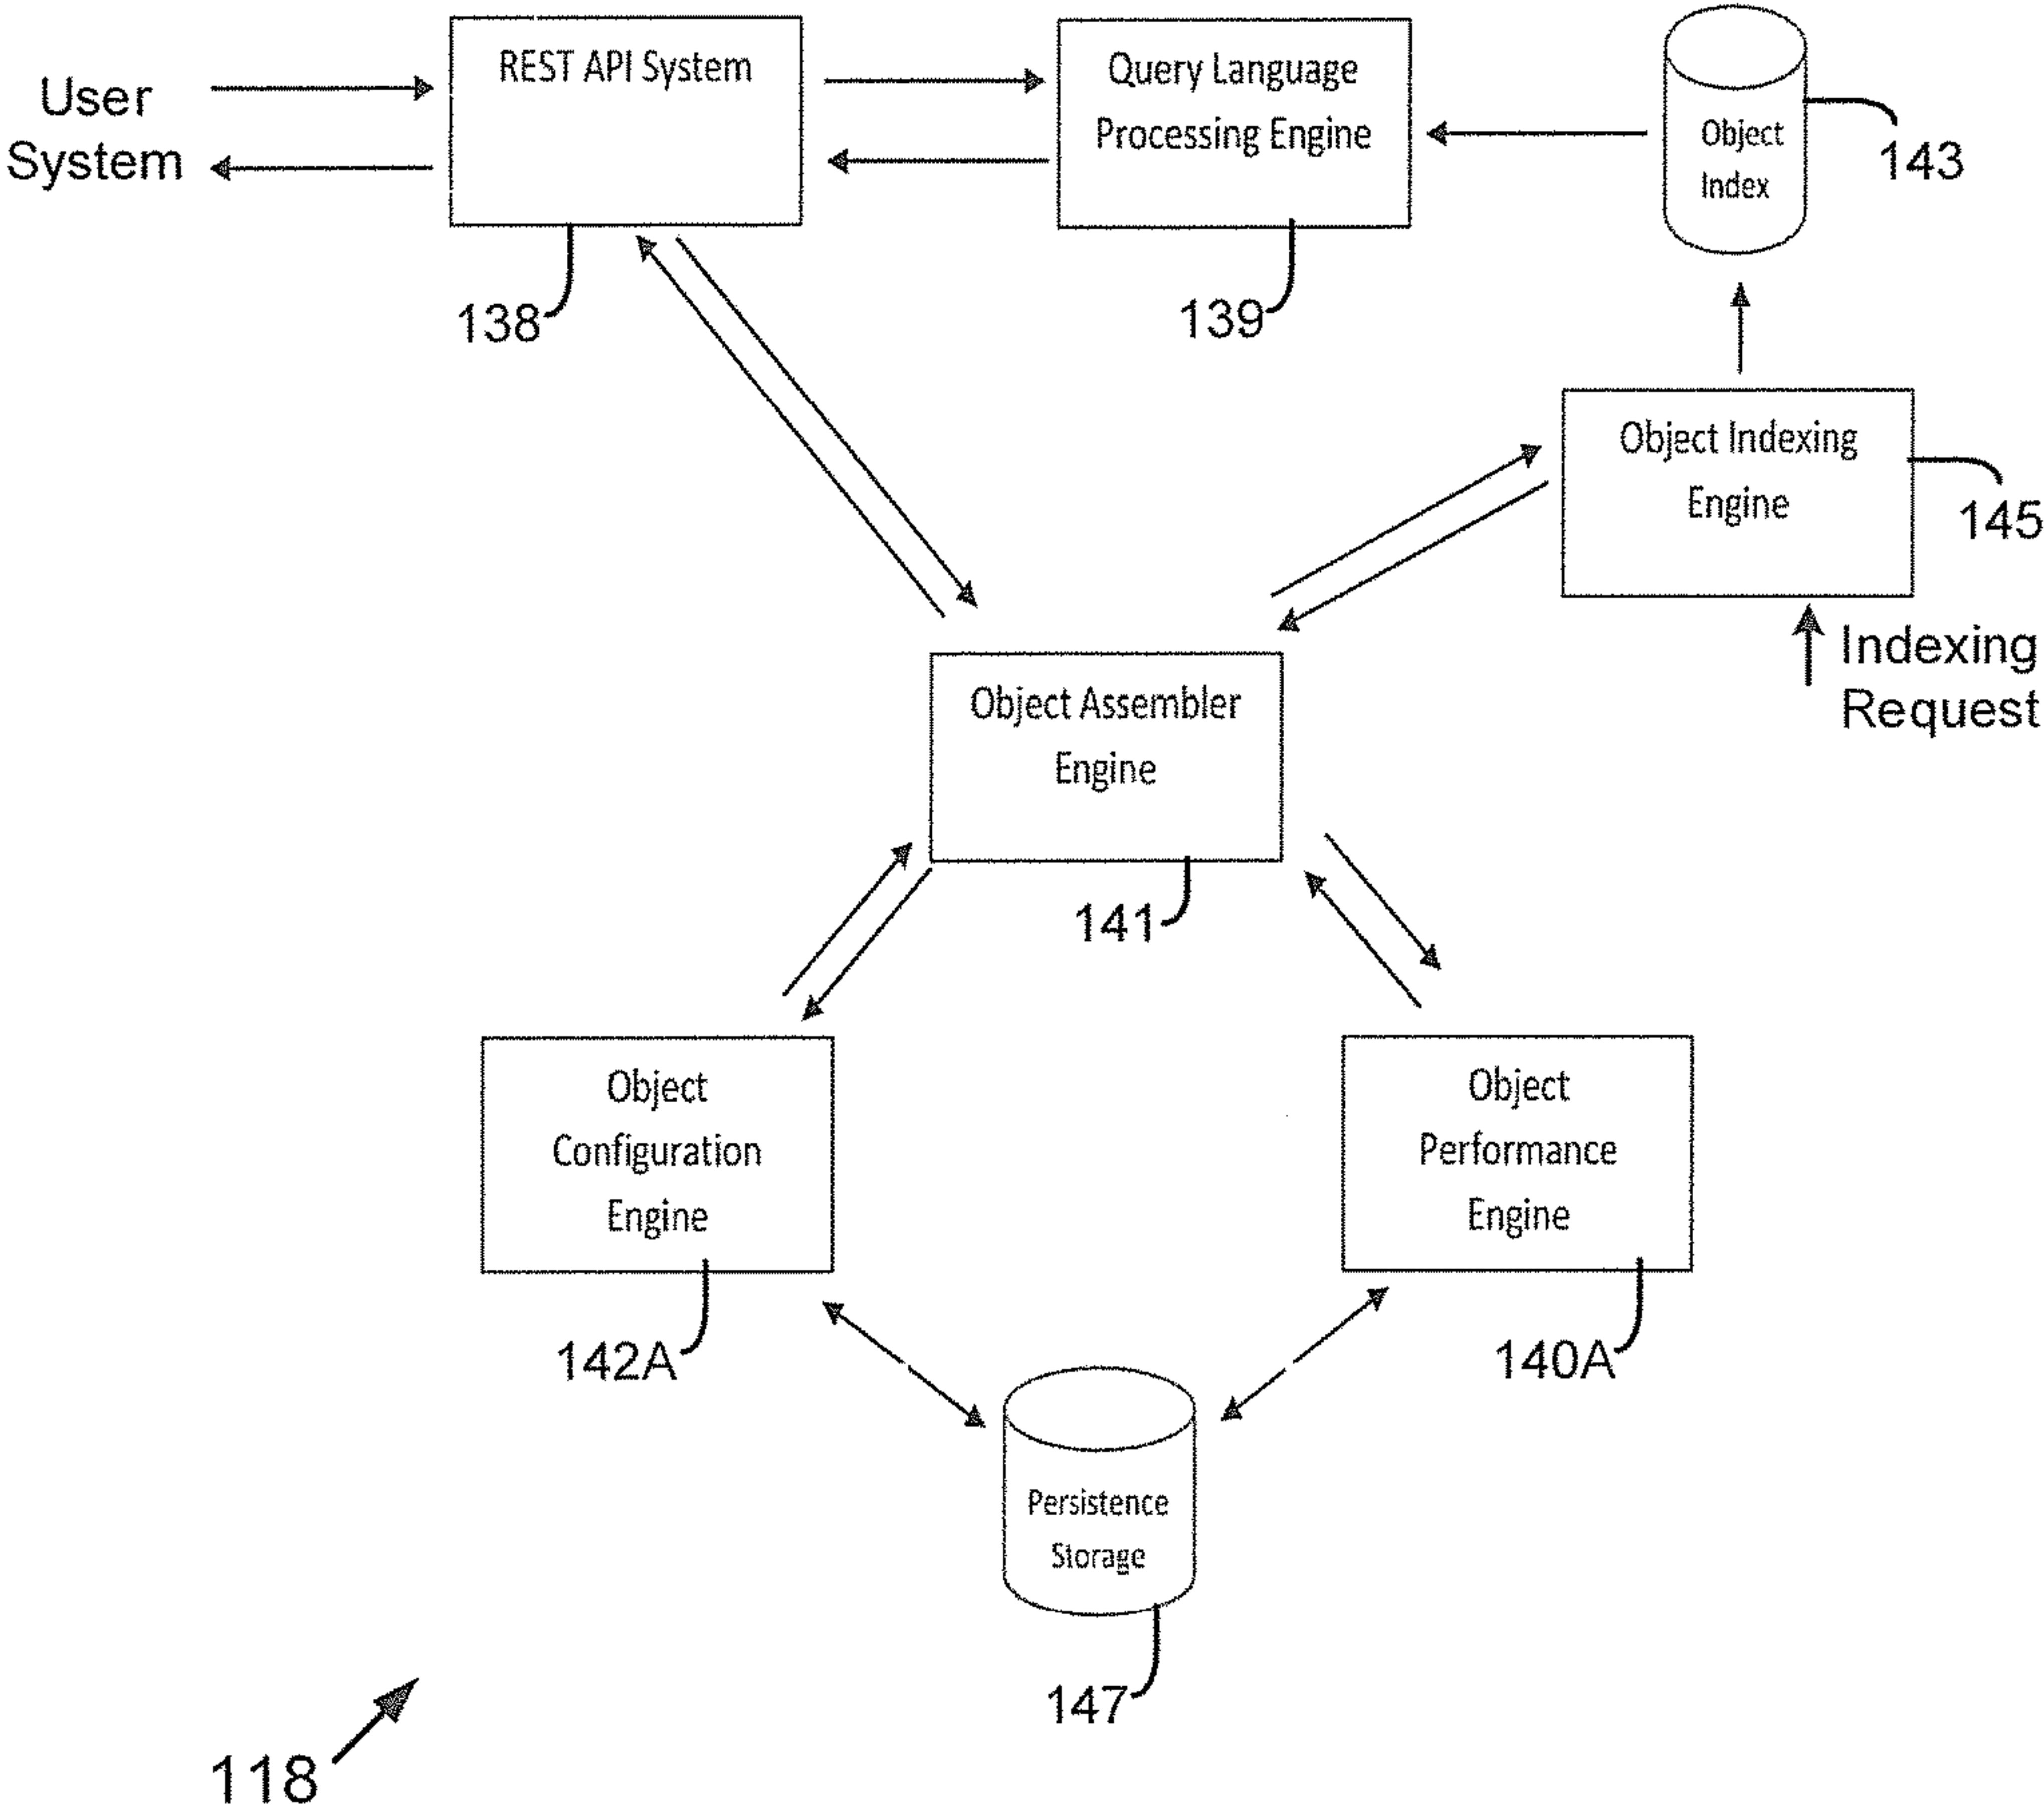 User
System
REST API System
138
Query Language
Processing Engine
139
Object
Index
143
Object Indexing
Engine
145
Indexing
Request
Object Assembler
Engine
141
Object
Configuration
Engine
142A
Object
Performance
Engine
140A
Persistence
Storage
147
118